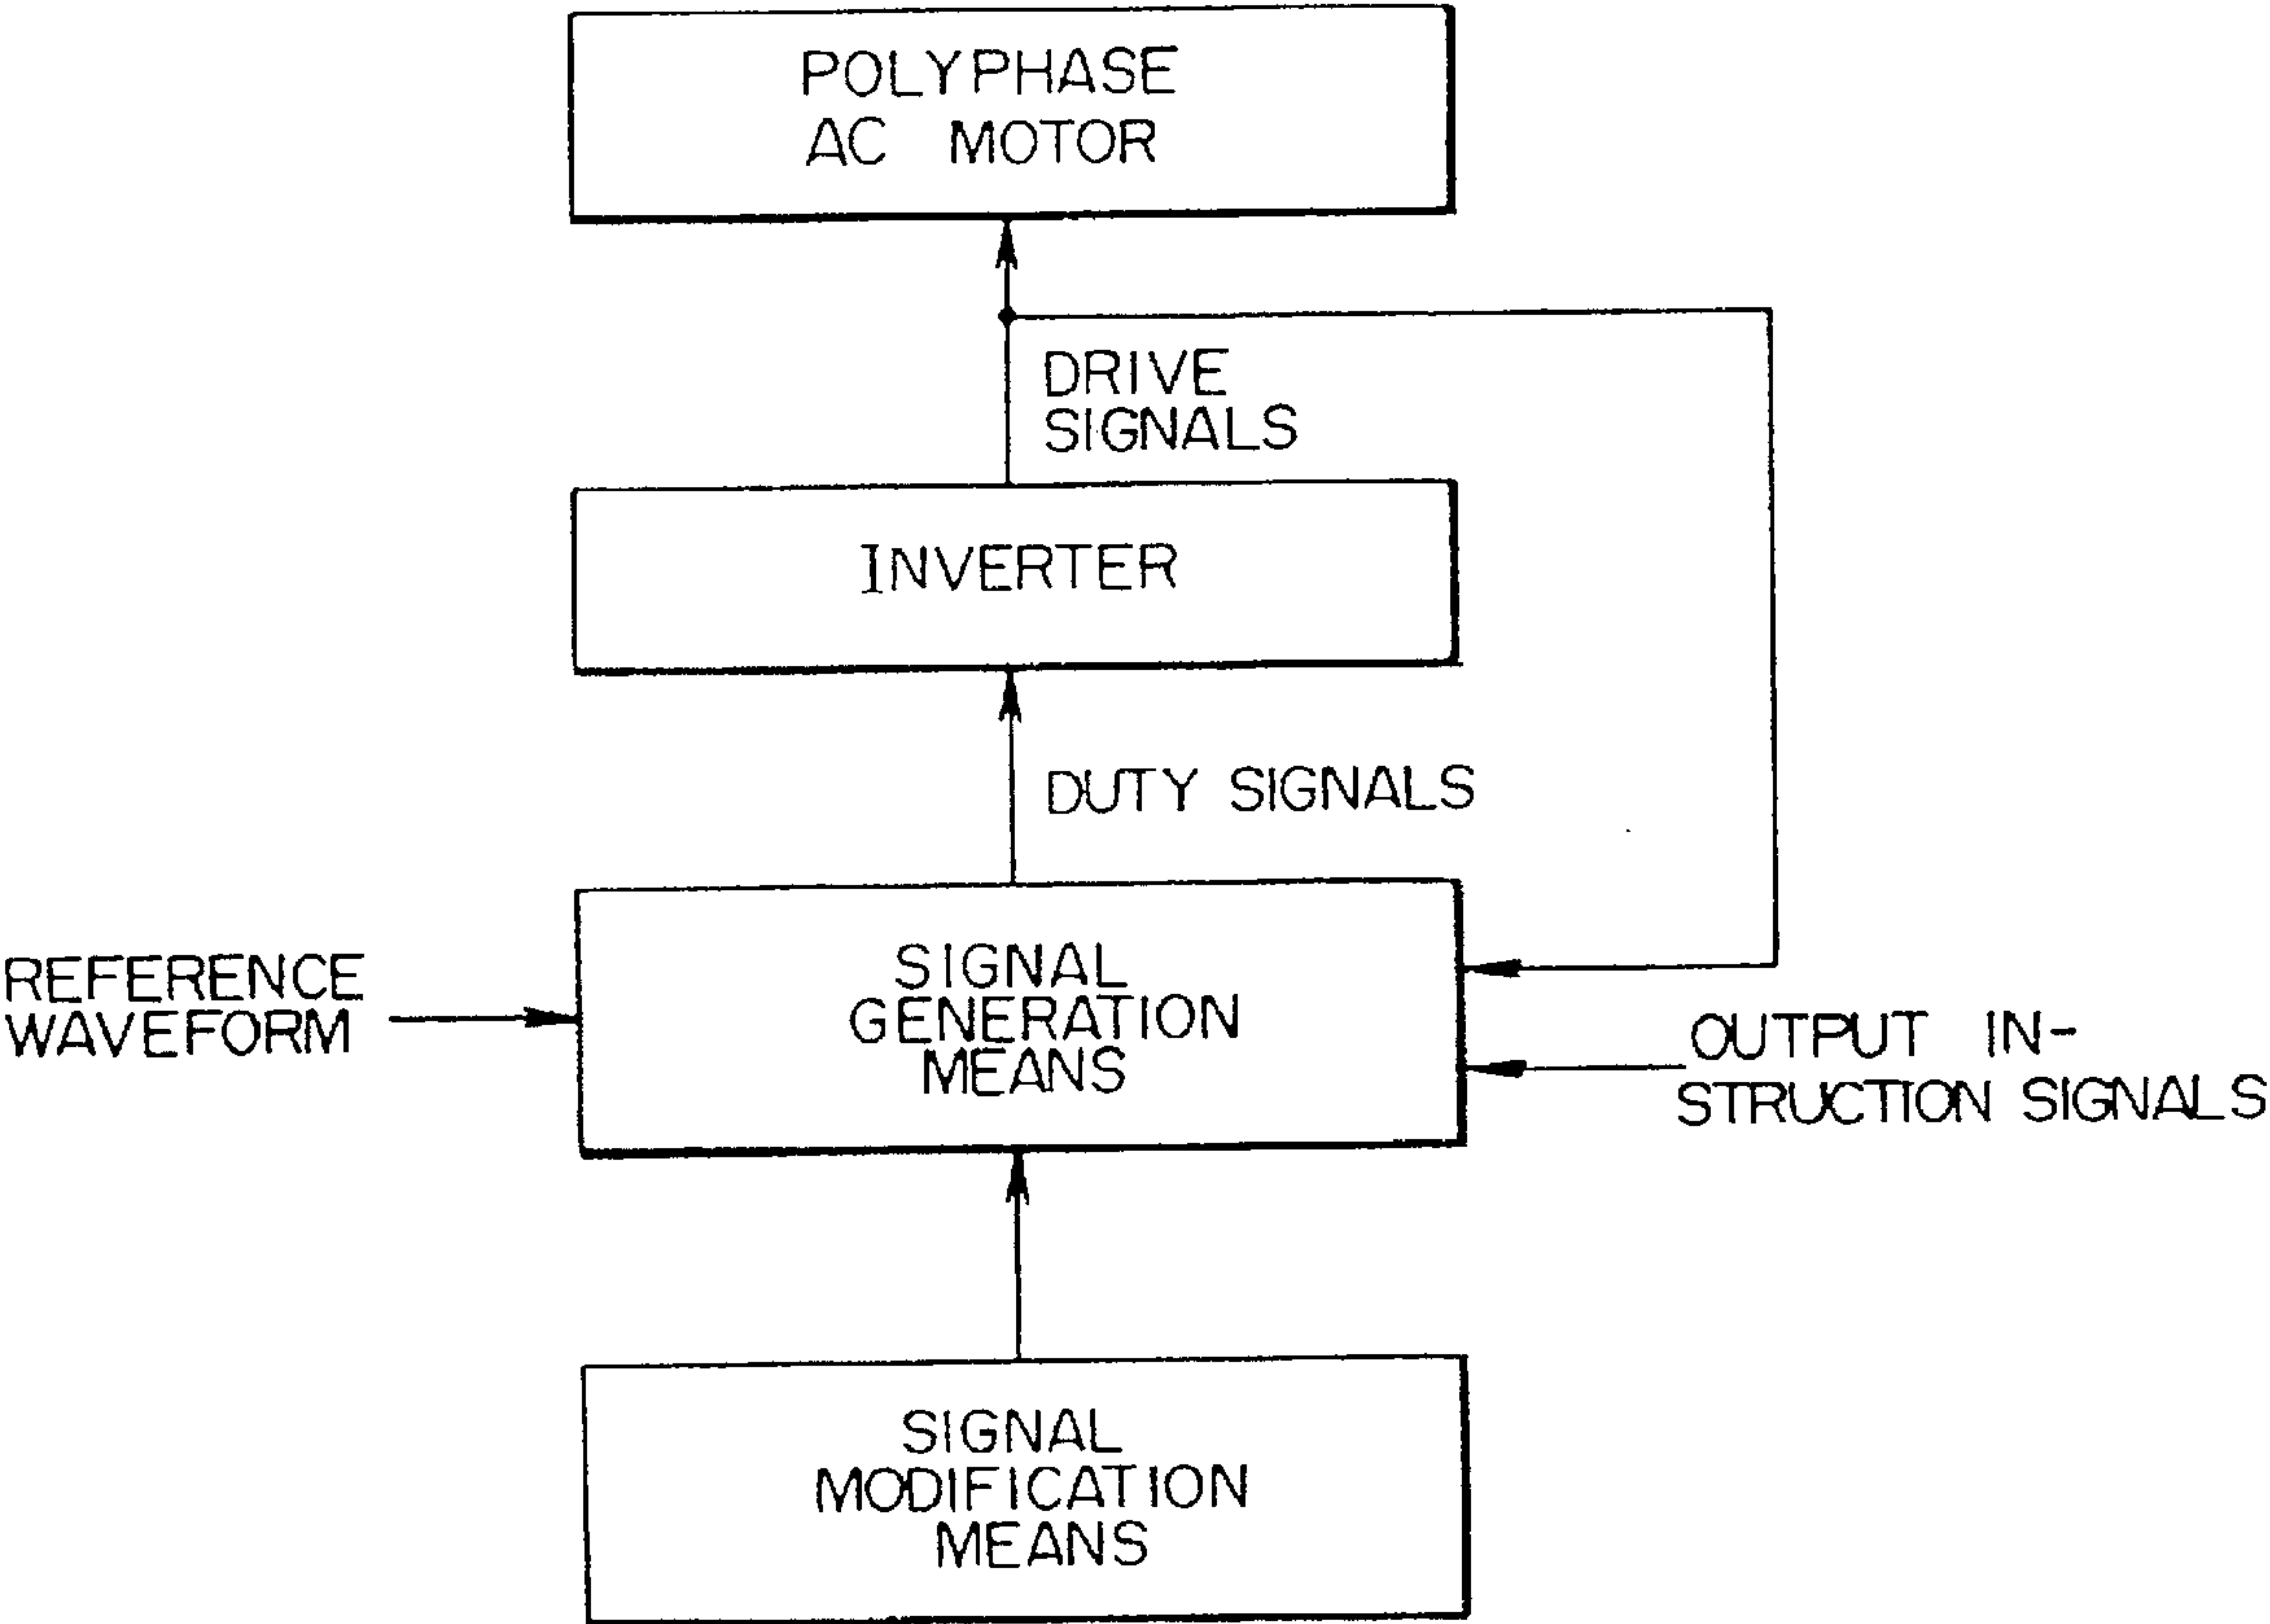 POLYPHASE
AC MOTOR
DRIVE
SIGNALS
INVERTER
DUTY SIGNALS
REFERENCE
WAVEFORM
SIGNAL
GENERATION
MEANS
OUTPUT IN-
STRUCTION SIGNALS
SIGNAL
MODIFICATION
MEANS